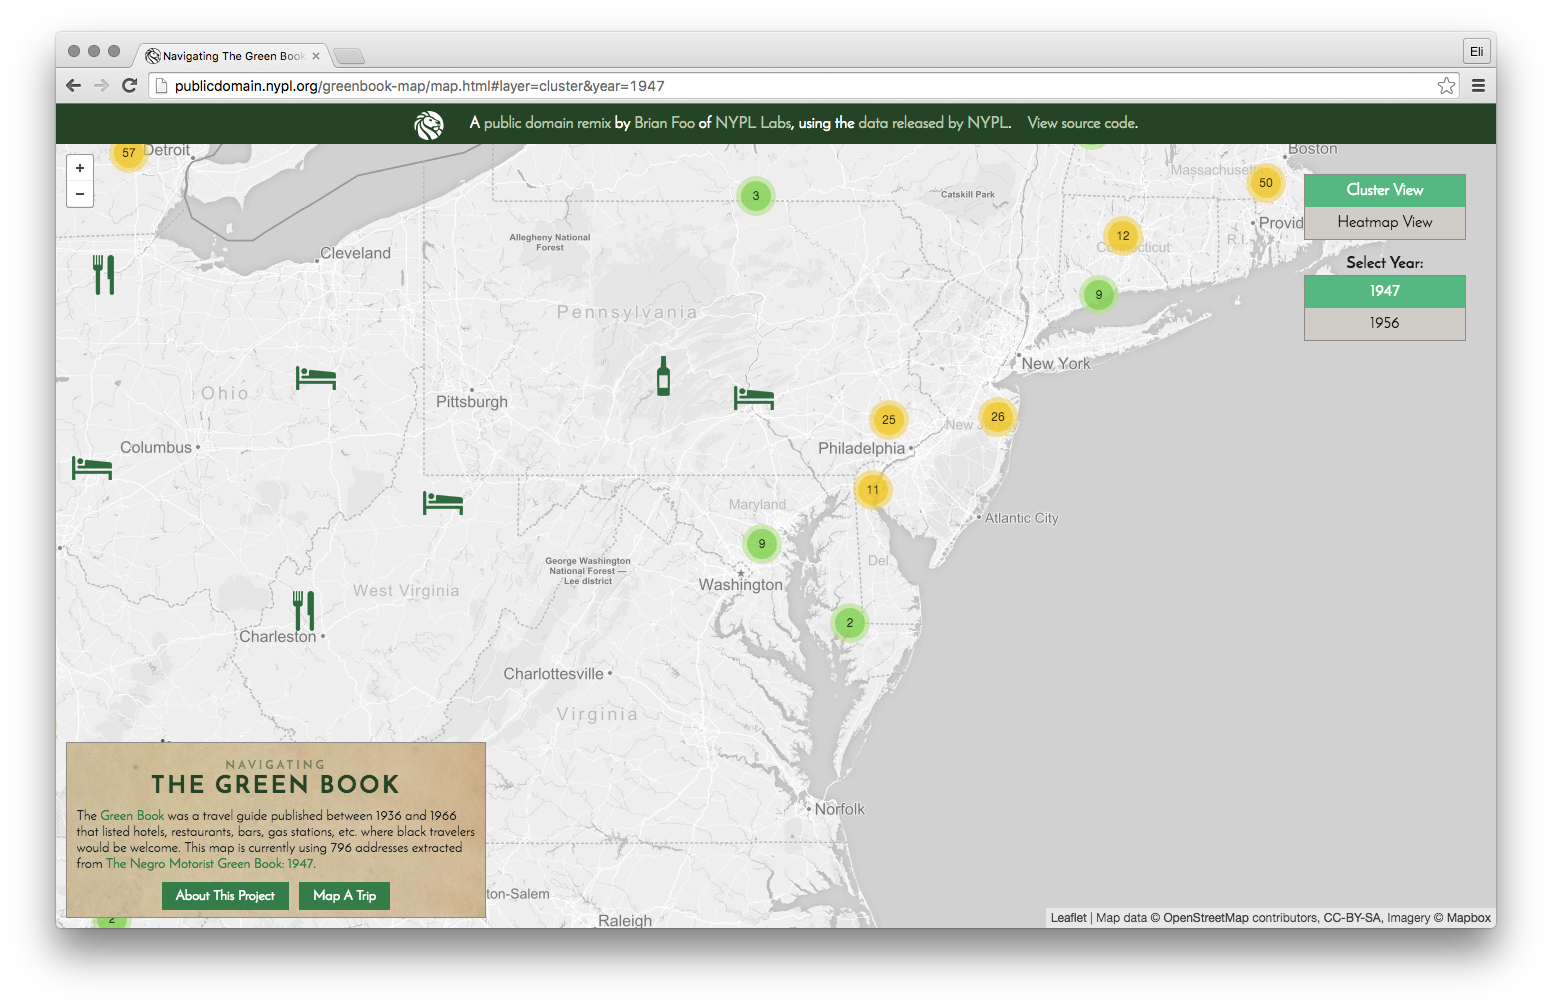 Navigating The Green Book
Eli
publicdomain.nypl.org/greenbook-map/map.html#layer=cluster&year=1947
A public domain remix by Brian Foo of NYPL Labs, using the data released by NYPL. View source code.
57
Detroit
+
−
Boston
Massachuset
50
Cluster View
3
Catskill Park
Heatmap View
R.I.
Provid
12
Connecticut
Allegheny National
Forest
Cleveland
Select Year:
1947
9
Pennsylvania
1956
New York
Ohio
Pittsburgh
25
26
New Jersey
Columbus
Philadelphia
11
Maryland
Atlantic City
9
George Washington
National Forest —
Lee district
Del.
Washington
West Virginia
2
Charleston
Charlottesville
Virginia
NAVIGATING
THE GREEN BOOK
The Green Book was a travel guide published between 1936 and 1966
that listed hotels, restaurants, bars, gas stations, etc. where black travelers
would be welcome. This map is currently using 796 addresses extracted
from The Negro Motorist Green Book: 1947.
About This Project
Map A Trip
Norfolk
ton-Salem
2
Raleigh
Leaflet | Map data © OpenStreetMap contributors, CC-BY-SA, Imagery © Mapbox